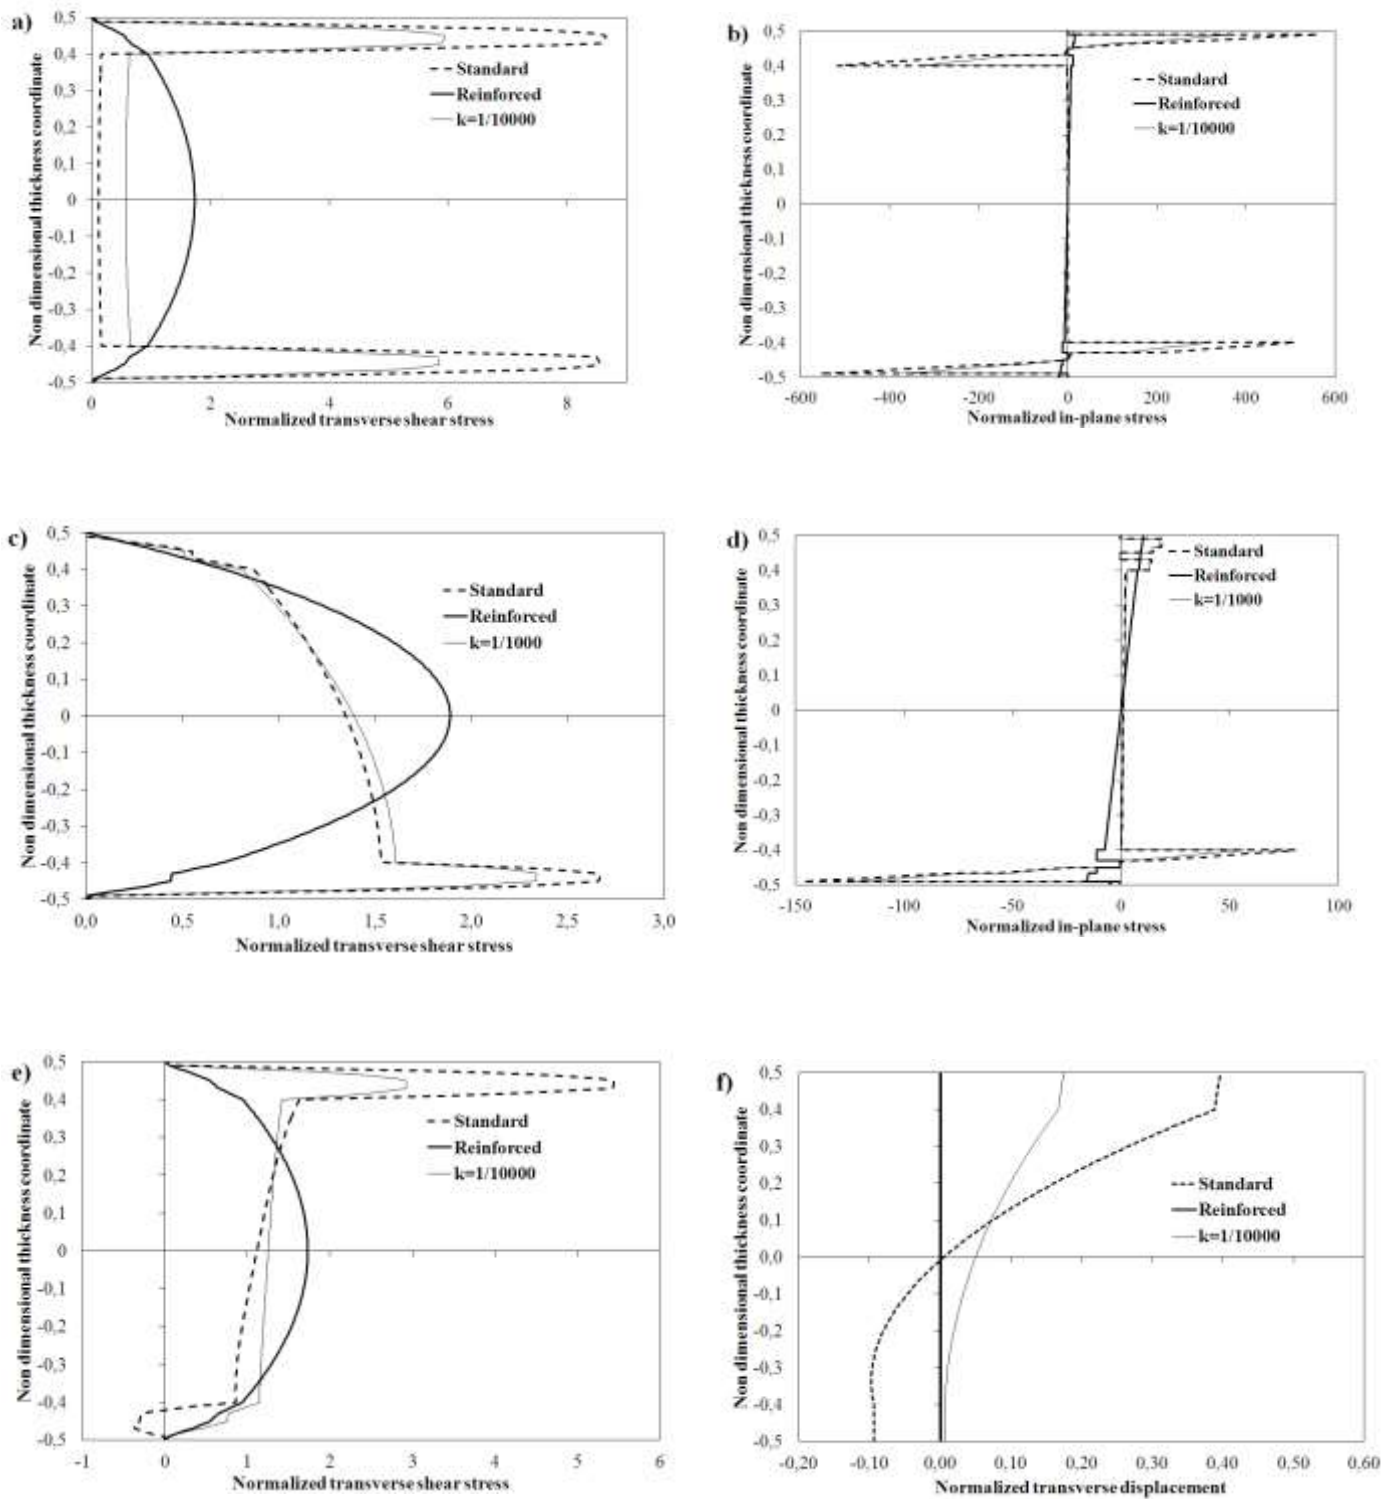 a)
Non dimensional thickness coordinate
0,5
0,4
0,3
0,2
0,1
0
-0,1
-0,2
-0,3
-0,4
-0,5
0 2 4 6 8
Normalized transverse shear stress
Standard
Reinforced
k=1/10000
b)
Non dimensional thickness coordinate
0,5
0,4
0,3
0,2
0,1
0
-0,1
-0,2
-0,3
-0,4
-0,5
-600 -400 -200 0 200 400 600
Normalized in-plane stress
Standard
Reinforced
k=1/10000
c)
Non dimensional thickness coordinate
0,5
0,4
0,3
0,2
0,1
0
-0,1
-0,2
-0,3
-0,4
-0,5
0,0 0,5 1,0 1,5 2,0 2,5 3,0
Normalized transverse shear stress
Standard
Reinforced
k=1/1000
d)
Non dimensional thickness coordinate
0,5
0,4
0,3
0,2
0,1
0
-0,1
-0,2
-0,3
-0,4
-0,5
-150 -100 -50 0 50 100
Normalized in-plane stress
Standard
Reinforced
k=1/1000
e)
Non dimensional thickness coordinate
0,5
0,4
0,3
0,2
0,1
0
-0,1
-0,2
-0,3
-0,4
-0,5
-1 0 1 2 3 4 5 6
Normalized transverse shear stress
Standard
Reinforced
k=1/10000
f)
Non dimensional thickness coordinate
0,5
0,4
0,3
0,2
0,1
0,0
-0,1
-0,2
-0,3
-0,4
-0,5
-0,20 -0,10 0,00 0,10 0,20 0,30 0,40 0,50 0,60
Normalized transverse displacement
Standard
Reinforced
k=1/10000